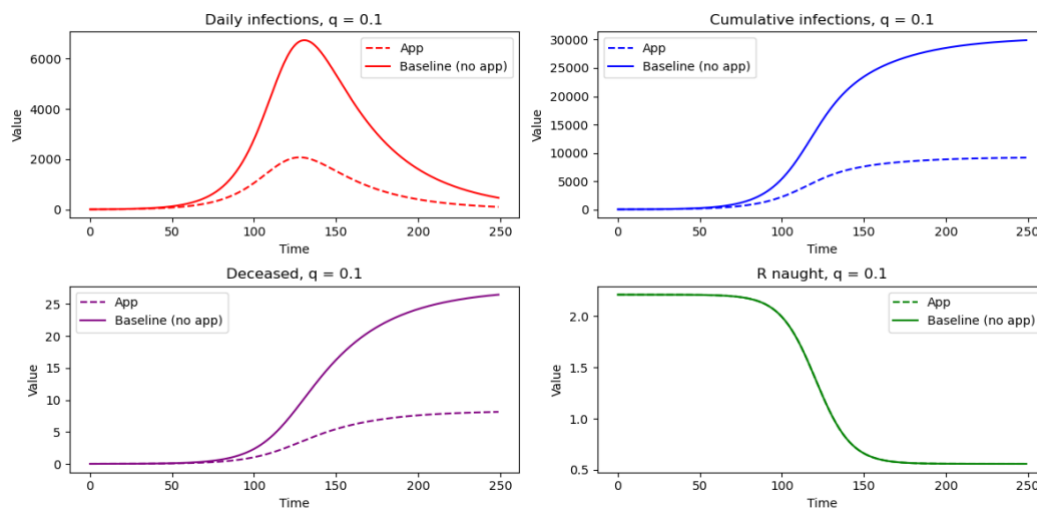 Daily infections, q = 0.1
Value
6000
4000
2000
0
App
Baseline (no app)
0
50
100
150
200
250
Time
Cumulative infections, q = 0.1
Value
30000
25000
20000
15000
10000
5000
0
App
Baseline (no app)
0
50
100
150
200
250
Time
Deceased, q = 0.1
Value
25
20
15
10
5
0
App
Baseline (no app)
0
50
100
150
200
250
Time
R naught, q = 0.1
Value
2.0
1.5
1.0
0.5
App
Baseline (no app)
0
50
100
150
200
250
Time